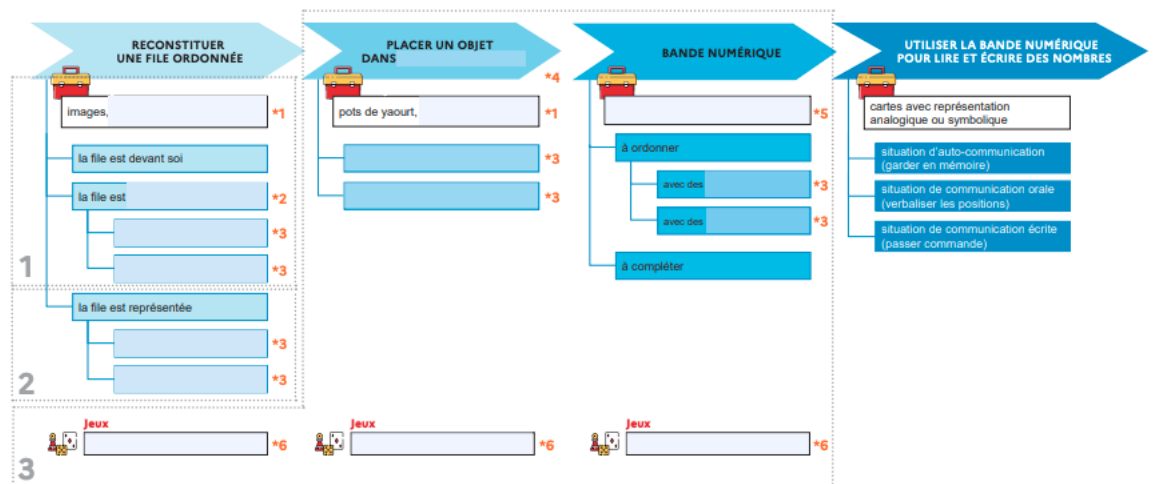 RECONSTITUER
UNE FILE ORDONNÉE
images,
*1
la file est devant soi
la file est
*2
*3
*3
1
la file est représentée
*3
*3
2
Jeux
*6
3
PLACER UN OBJET
DANS
*4
pots de yaourt,
*1
*3
*3
Jeux
*6
BANDE NUMÉRIQUE
*5
à ordonner
avec des
*3
avec des
*3
à compléter
Jeux
*6
UTILISER LA BANDE NUMÉRIQUE
POUR LIRE ET ÉCRIRE DES NOMBRES
cartes avec représentation
analogique ou symbolique
situation d'auto-communication
(garder en mémoire)
situation de communication orale
(verbaliser les positions)
situation de communication écrite
(passer commande)